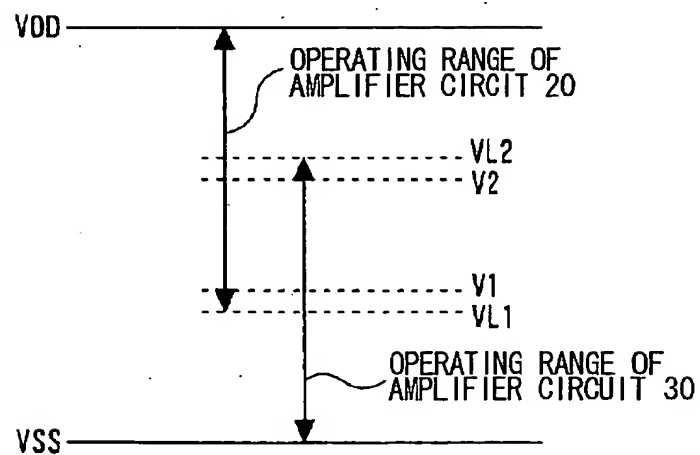 VDD
OPERATING RANGE OF
AMPLIFIER CIRCIT 20
VL2
V2
V1
VL1
OPERATING RANGE OF
AMPLIFIER CIRCUIT 30
VSS